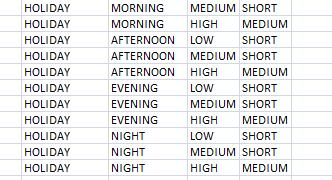 HOLIDAY MORNING MEDIUM SHORT
HOLIDAY MORNING HIGH MEDIUM
HOLIDAY AFTERNOON LOW SHORT
HOLIDAY AFTERNOON MEDIUM SHORT
HOLIDAY AFTERNOON HIGH MEDIUM
HOLIDAY EVENING LOW SHORT
HOLIDAY EVENING MEDIUM SHORT
HOLIDAY EVENING HIGH MEDIUM
HOLIDAY NIGHT LOW SHORT
HOLIDAY NIGHT MEDIUM SHORT
HOLIDAY NIGHT HIGH MEDIUM